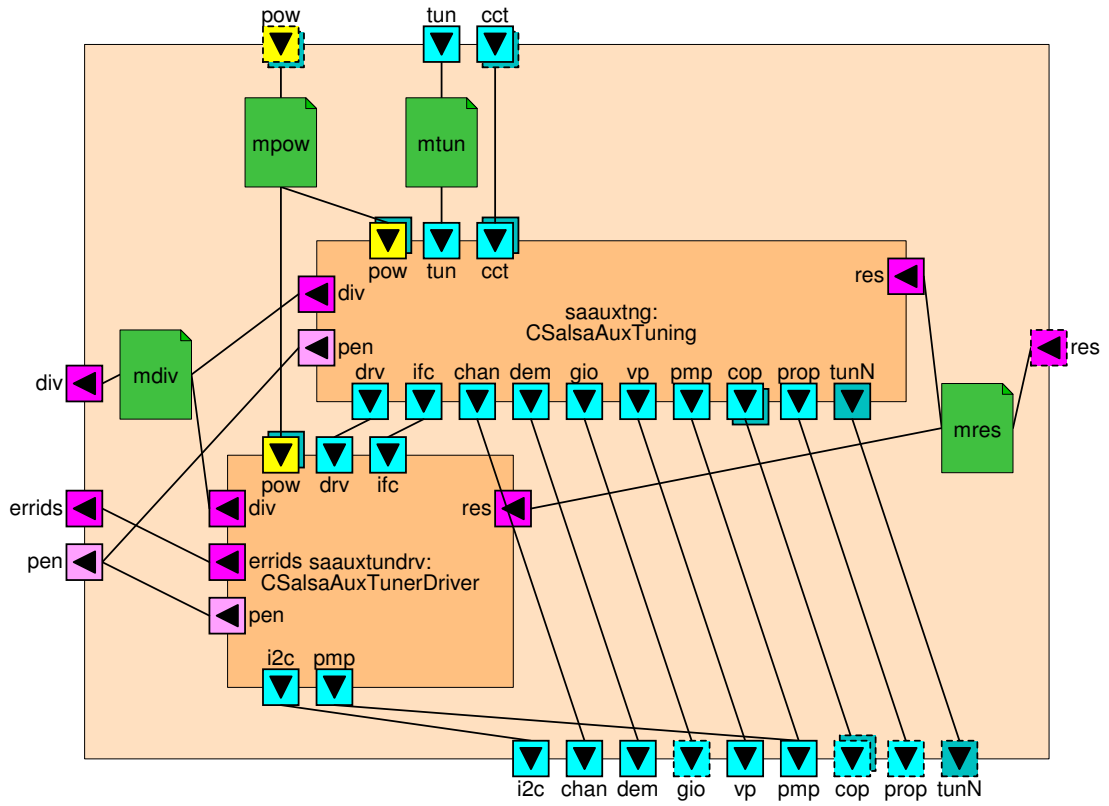 pow tun cct
mpow mtun
pow tun cct
res
div
saauxtng:
CSalsaAuxTuning
pen
res
div mdiv
drv ifc chan dem gio vp pmp cop prop tunN
mres
pow drv ifc
errids div res
errids saauxtundrv:
pen CSalsaAuxTunerDriver
pen
i2c pmp
i2c chan dem gio vp pmp cop prop tunN